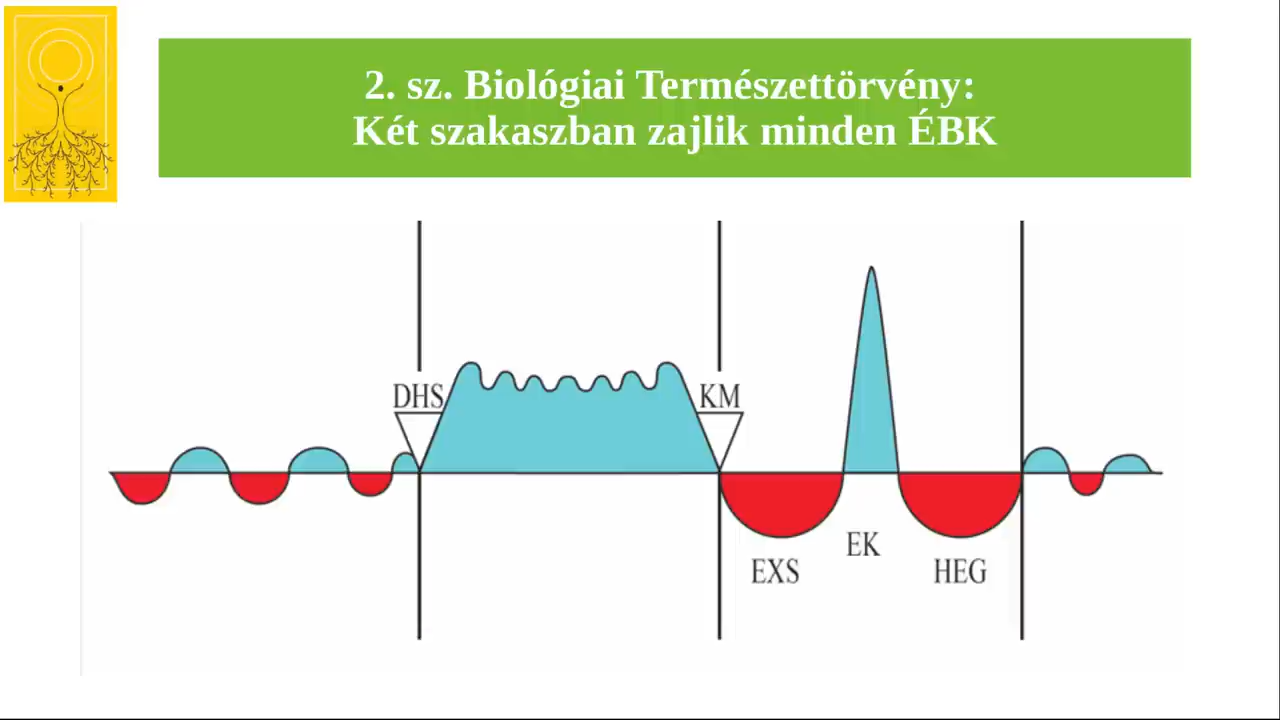 2. sz. Biológiai Természettörvény:
Két szakaszban zajlik minden ÉBK
DHS
KM
EXS
EK
HEG